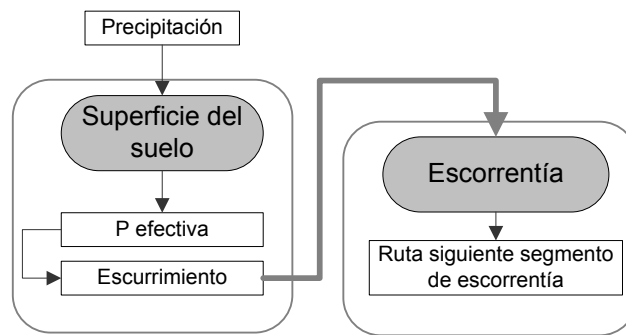 Precipitación
Superficie del
suelo
P efectiva
Escurrimiento
Escorrentía
Ruta siguiente segmento
de escorrentía